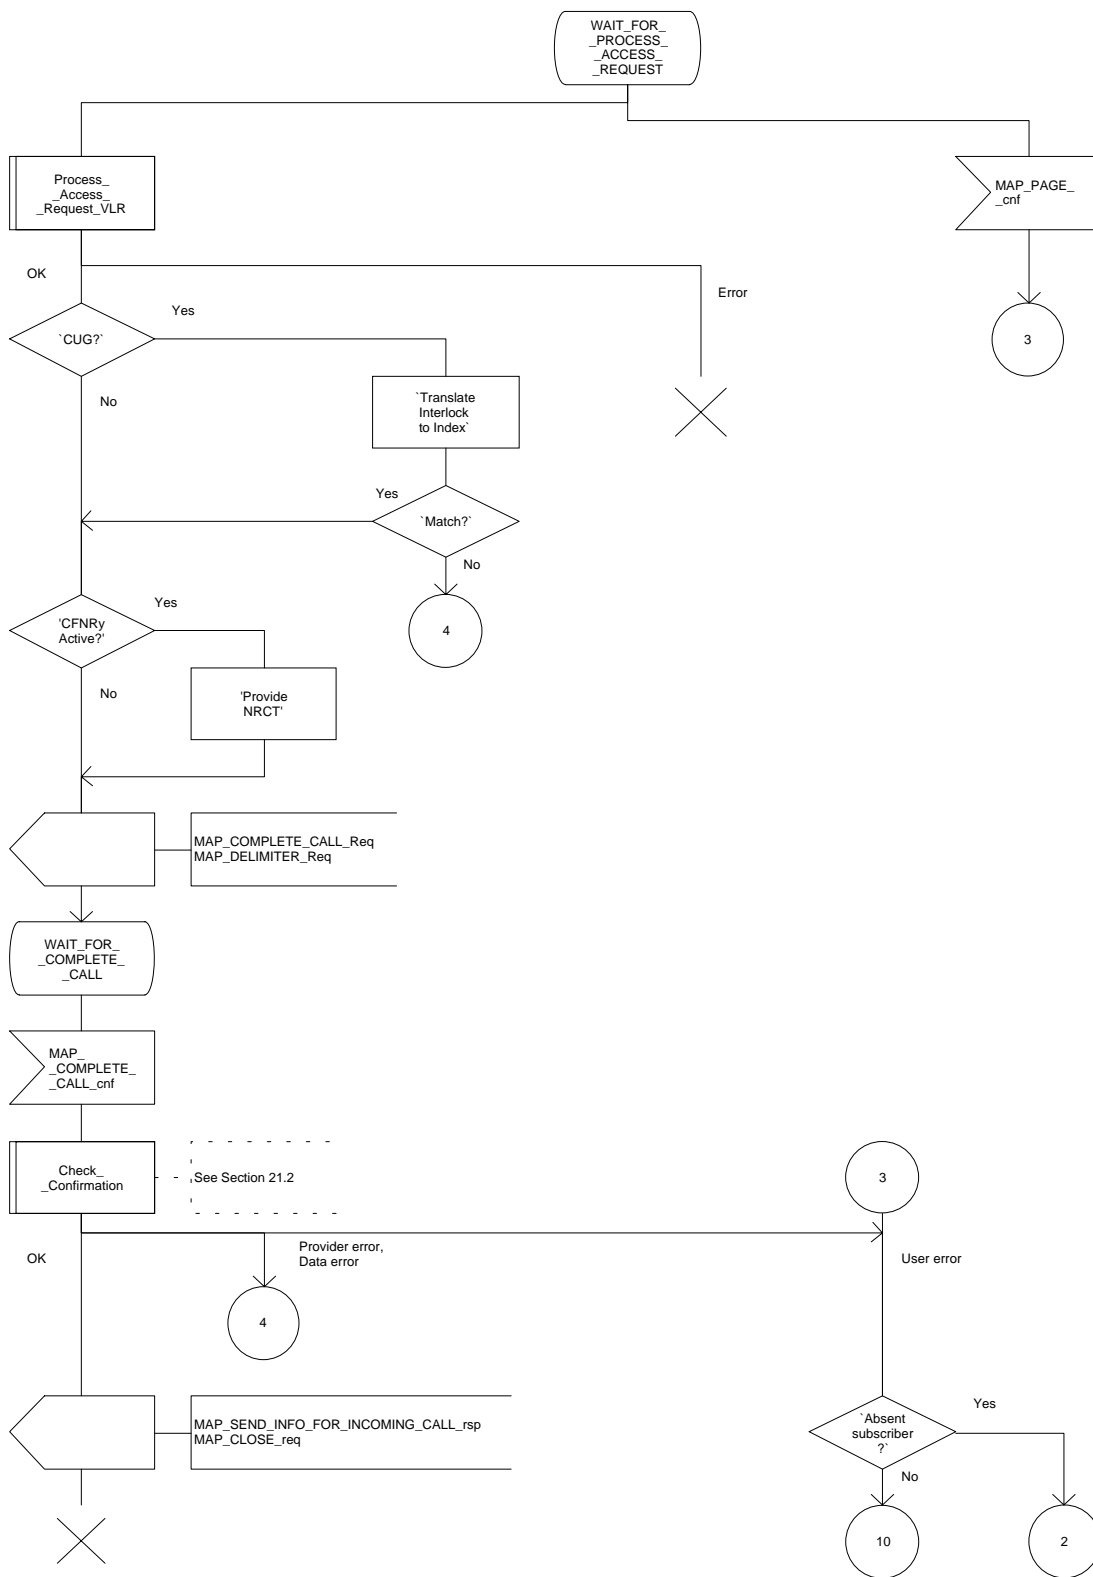 WAIT_FOR_
_PROCESS_
_ACCESS_
_REQUEST
Process_
_Access_
_Request_VLR
MAP_PAGE_
_cnf
OK
Error
Yes
`CUG?`
3
No
`Translate
Interlock
to Index`
Yes
`Match?`
No
Yes
'CFNRy
Active?'
4
No
'Provide
NRCT'
MAP_COMPLETE_CALL_Req
MAP_DELIMITER_Req
WAIT_FOR_
_COMPLETE_
_CALL
MAP_
_COMPLETE_
_CALL_cnf
Check_
_Confirmation
See Section 21.2
3
OK
Provider error,
Data error
User error
4
MAP_SEND_INFO_FOR_INCOMING_CALL_rsp
MAP_CLOSE_req
Yes
`Absent
subscriber
?`
No
10
2